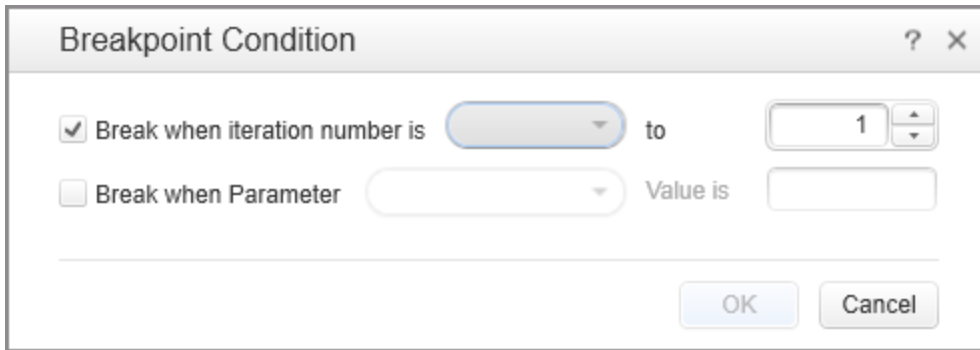 Breakpoint Condition ?
Break when iteration number is to 1
Break when Parameter Value is
OK Cancel